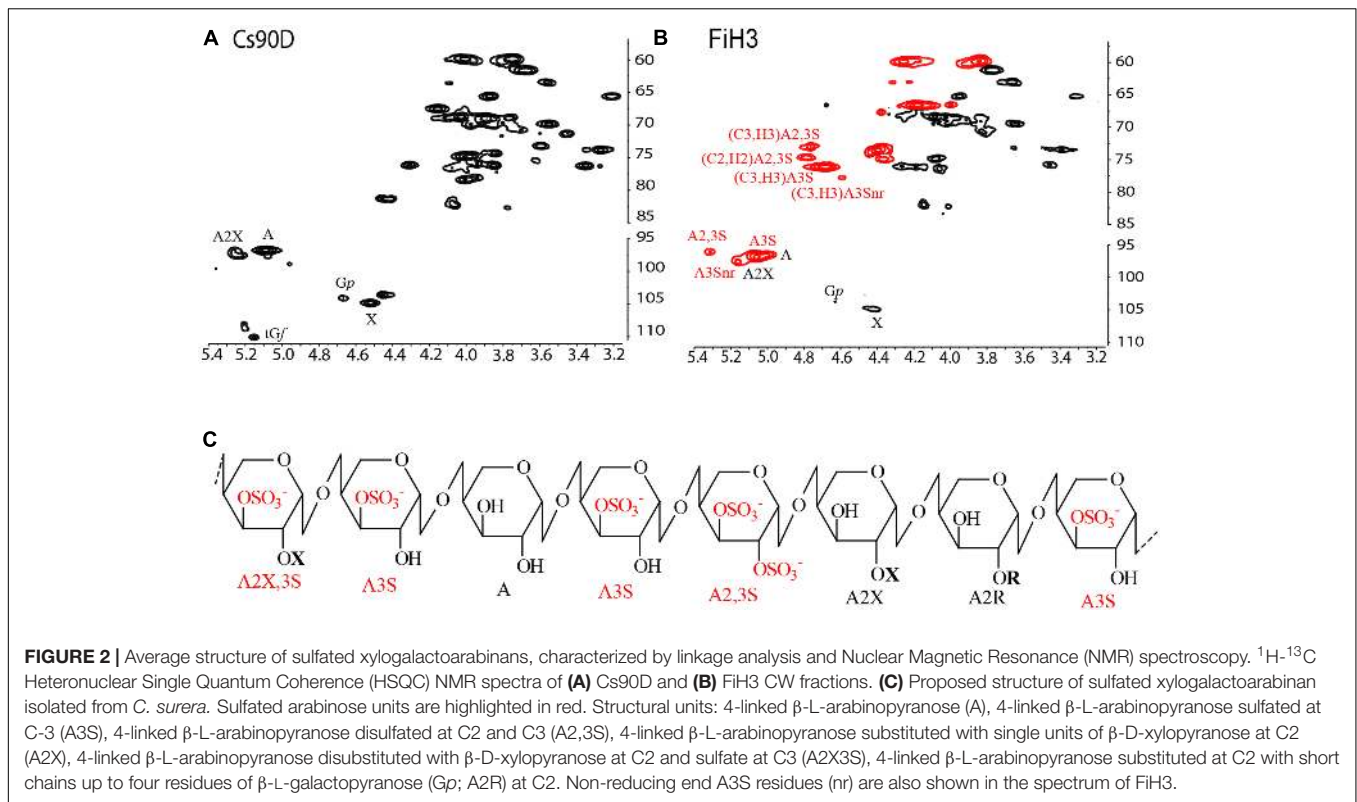 A Cs90D
60
65
70
75
80
85
A2X A 95
100
Gp
105
X
ιGf 110
5.4 5.2 5.0 4.8 4.6 4.4 4.2 4.0 3.8 3.6 3.4 3.2
B FiH3
60
65
70
(C3,H3)A2,3S
(C2,H2)A2,3S 75
(C3,H3)A3S
(C3,H3)A3Snr 80
85
A2,3S A3S 95
A
A3Snr A2X 100
Gp
105
X
110
5.4 5.2 5.0 4.8 4.6 4.4 4.2 4.0 3.8 3.6 3.4 3.2
C
O O O O O O O O
O O O O O O O
OSO₃⁻ OSO₃⁻ OH OSO₃⁻ OSO₃⁻ OH OH OSO₃⁻
OX OH OH OH OSO₃⁻ OX OR OH
A2X,3S A3S A A3S A2,3S A2X A2R A3S
FIGURE 2 | Average structure of sulfated xylogalactoarabinans, characterized by linkage analysis and Nuclear Magnetic Resonance (NMR) spectroscopy. ¹H-¹³C
Heteronuclear Single Quantum Coherence (HSQC) NMR spectra of (A) Cs90D and (B) FiH3 CW fractions. (C) Proposed structure of sulfated xylogalactoarabinan
isolated from C. surera. Sulfated arabinose units are highlighted in red. Structural units: 4-linked β-L-arabinopyranose (A), 4-linked β-L-arabinopyranose sulfated at
C-3 (A3S), 4-linked β-L-arabinopyranose disulfated at C2 and C3 (A2,3S), 4-linked β-L-arabinopyranose substituted with single units of β-D-xylopyranose at C2
(A2X), 4-linked β-L-arabinopyranose disubstituted with β-D-xylopyranose at C2 and sulfate at C3 (A2X3S), 4-linked β-L-arabinopyranose substituted at C2 with short
chains up to four residues of β-L-galactopyranose (Gp; A2R) at C2. Non-reducing end A3S residues (nr) are also shown in the spectrum of FiH3.